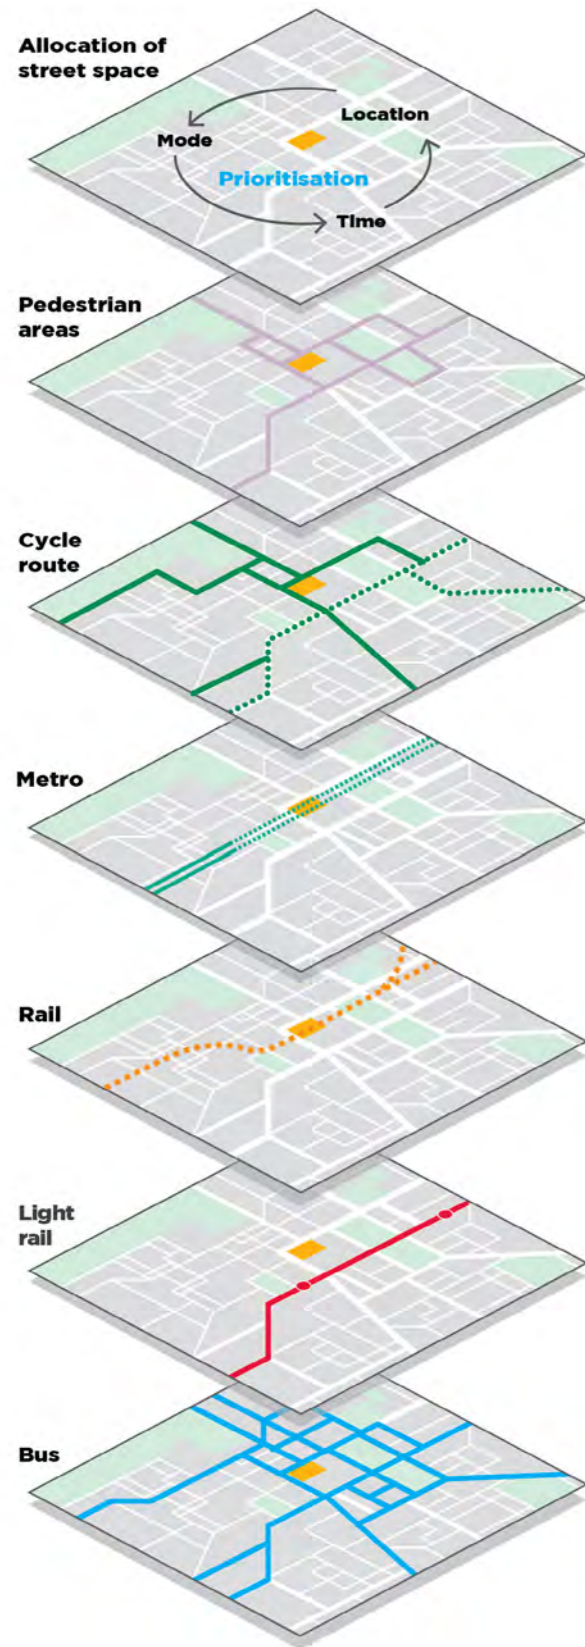 Allocation of
street space
Location
Mode
Prioritisation
Time
Pedestrian
areas
Cycle
route
Metro
Rail
Light
rail
Bus